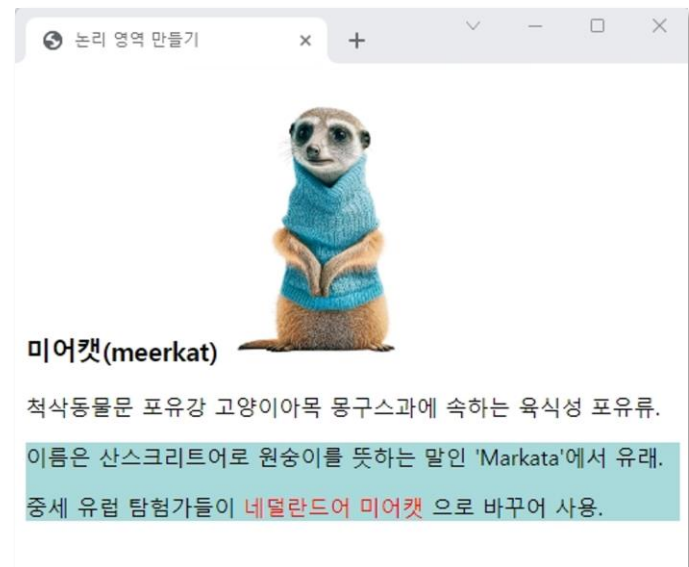 논리 영역 만들기
미어캣(meerkat)
척삭동물문 포유강 고양이아목 몽구스과에 속하는 육식성 포유류.
이름은 산스크리트어로 원숭이를 뜻하는 말인 'Markata'에서 유래.
중세 유럽 탐험가들이 네덜란드어 미어캣 으로 바꾸어 사용.